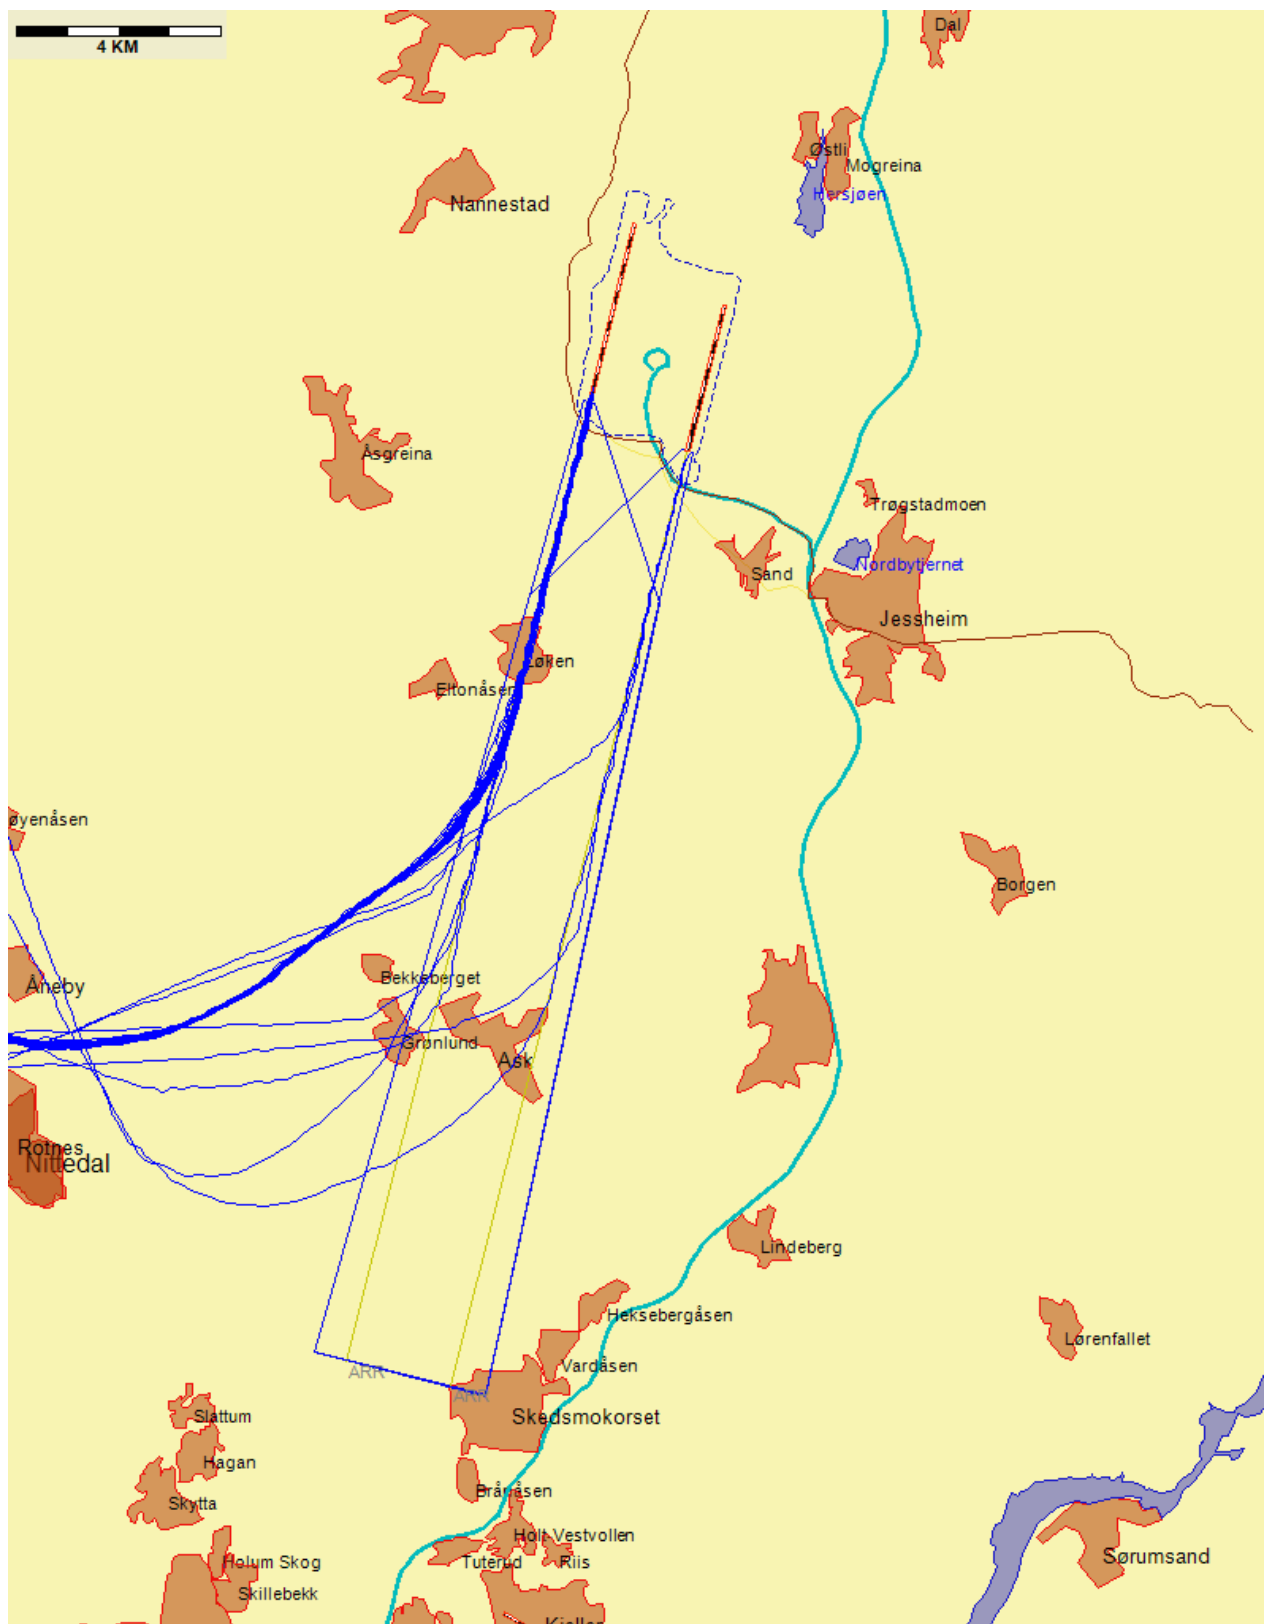 4 KM
Dal
Østli
Mogreina
Hersjøen
Nannestad
Åsgreina
Trøgstadmoen
Nordbytjernet
Sand
Jessheim
Løken
Eltonåsen
øyenåsen
Borgen
Åneby
Bekkeberget
Grønlund
Ask
Rotnes
Nittedal
Lindeberg
Heksebergåsen
Lørenfallet
Vardåsen
ARR
ARR
Skedsmokorset
Slattum
Hagan
Skytta
Brånåsen
Holt-Vestvollen
Tuterud
Riis
Holum Skog
Skillebekk
Sørumsand
Kjeller